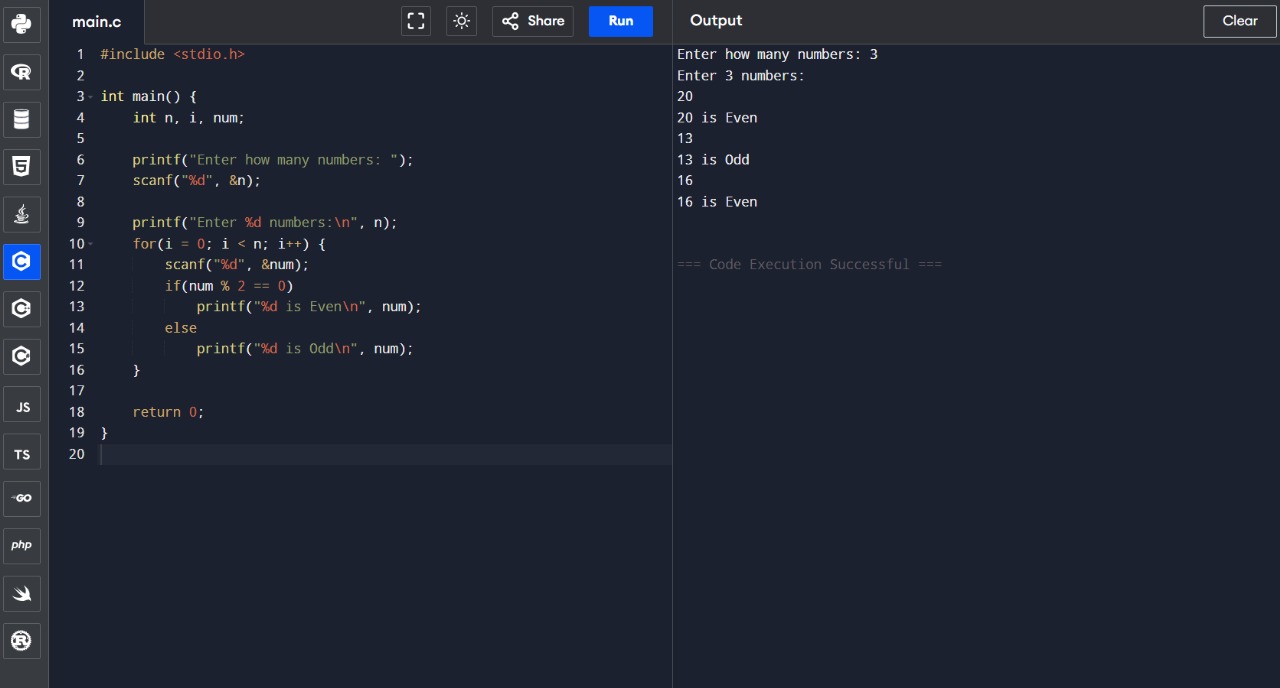 main.c
Share
Run
Output
Clear
1 #include <stdio.h>
2
3 int main() {
4     int n, i, num;
5
6     printf("Enter how many numbers: ");
7     scanf("%d", &n);
8
9     printf("Enter %d numbers:\n", n);
10     for(i = 0; i < n; i++) {
11         scanf("%d", &num);
12         if(num % 2 == 0)
13             printf("%d is Even\n", num);
14         else
15             printf("%d is Odd\n", num);
16     }
17
18     return 0;
19 }
20
Enter how many numbers: 3
Enter 3 numbers:
20
20 is Even
13
13 is Odd
16
16 is Even
=== Code Execution Successful ===
R
5
C
C
C
JS
TS
GO
php
R